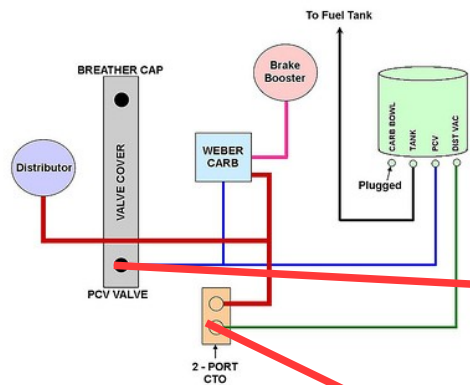 To Fuel Tank
BREATHER CAP
Brake
Booster
CARB BOWL
TANK
PCV
DIST VAC
VALVE COVER
WEBER
CARB
Distributor
Plugged
PCV VALVE
2 - PORT
CTO